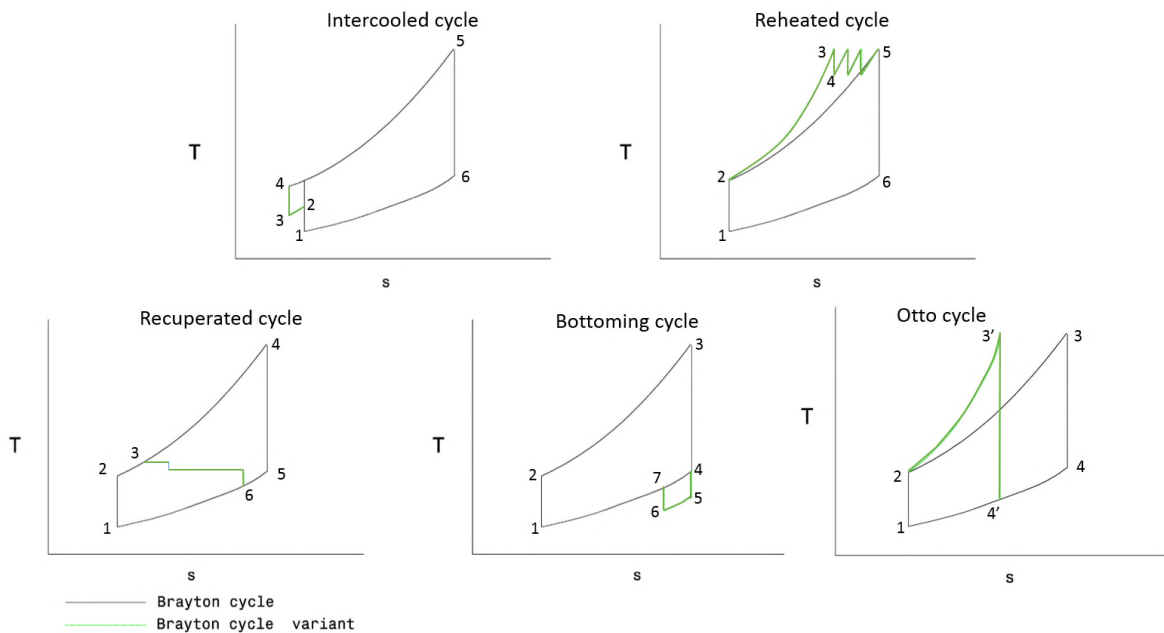 Intercooled cycle
5
T
4
2
3
1
6
s
Reheated cycle
3
5
4
T
2
6
1
s
Recuperated cycle
4
T
3
2
5
6
1
s
Bottoming cycle
3
T
2
7
4
6
5
1
s
Otto cycle
3’
3
T
2
4
4’
1
s
Brayton cycle
Brayton cycle variant